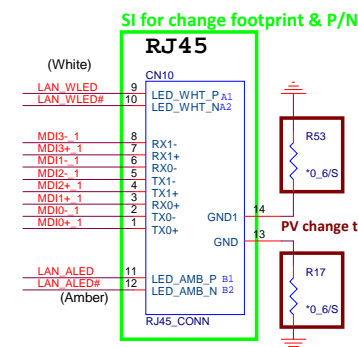 SI for change footprint & P/N
RJ45
(White)
CN10
LAN_WLED 9 LED_WHT_P A1
LAN_WLED# 10 LED_WHT_N A2
MDI3-_1 8 RX1-
MDI3+_1 7 RX1+
MDI1-_1 6 RX0-
MDI2-_1 5 TX1-
MDI2+_1 4 TX1+
MDI1+_1 3 RX0+
MDI0-_1 2 TX0-
MDI0+_1 1 TX0+
GND1 14
GND 13
LAN_ALED 11 LED_AMB_P B1
LAN_ALED# 12 LED_AMB_N B2
(Amber)
RJ45_CONN
R53
*0_6/S
PV change t
R17
*0_6/S